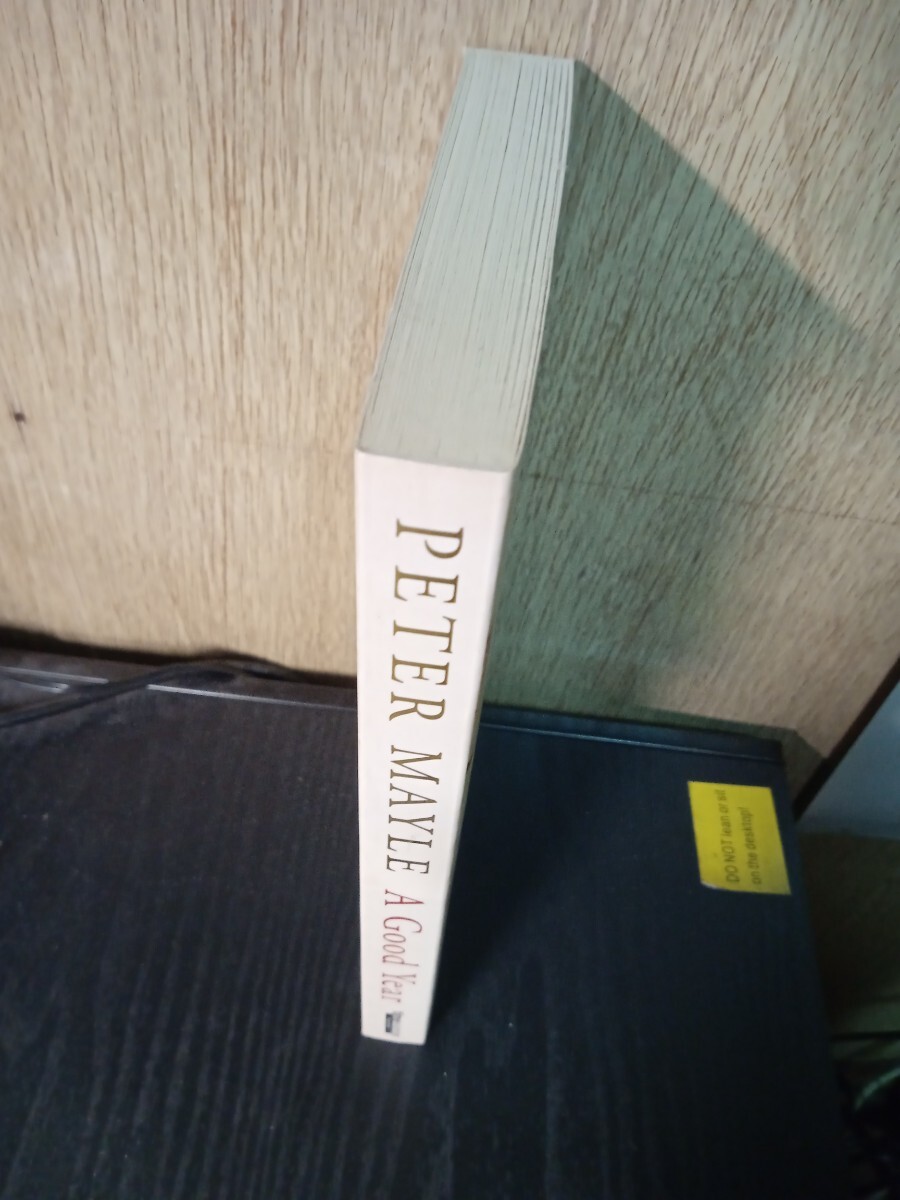 PETER MAYLE A Good Year
DO NOT lean or sit
on the desktop!